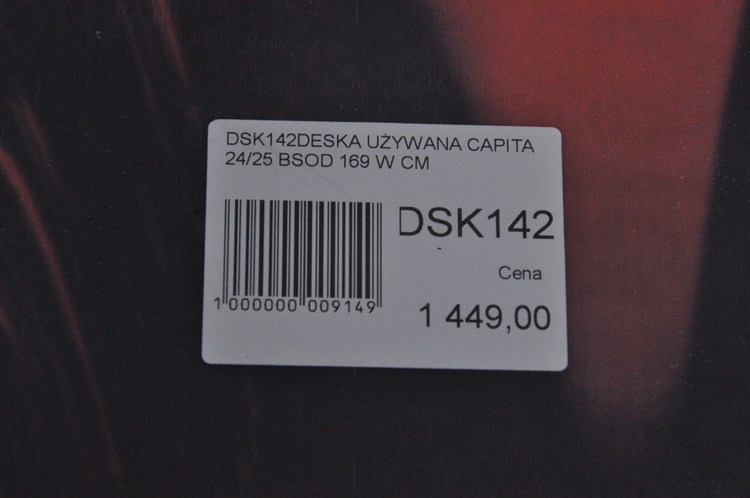 DSK142DESKA UŻYWANA CAPITA
24/25 BSOD 169 W CM
DSK142
Cena
1 449,00
1 000000 009149